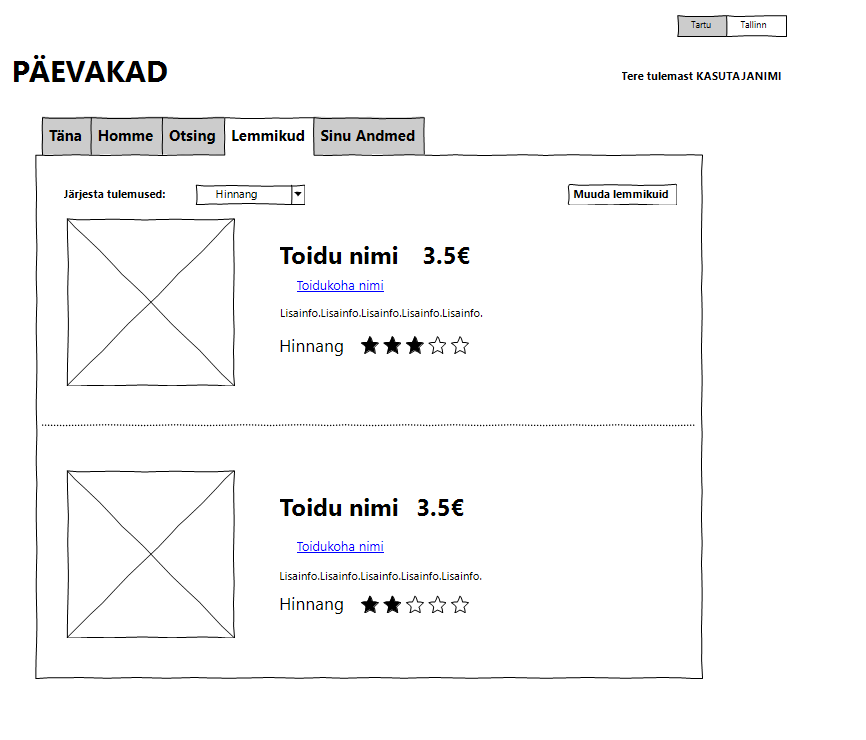 Tartu Tallinn
PÄEVAKAD
Tere tulemast KASUTAJANIMI
Täna Homme Otsing Lemmikud Sinu Andmed
Järjesta tulemused: Hinnang Muuda lemmikuid
Toidu nimi 3.5€
Toidukoha nimi
Lisainfo.Lisainfo.Lisainfo.Lisainfo.Lisainfo.
Hinnang
Toidu nimi 3.5€
Toidukoha nimi
Lisainfo.Lisainfo.Lisainfo.Lisainfo.Lisainfo.
Hinnang